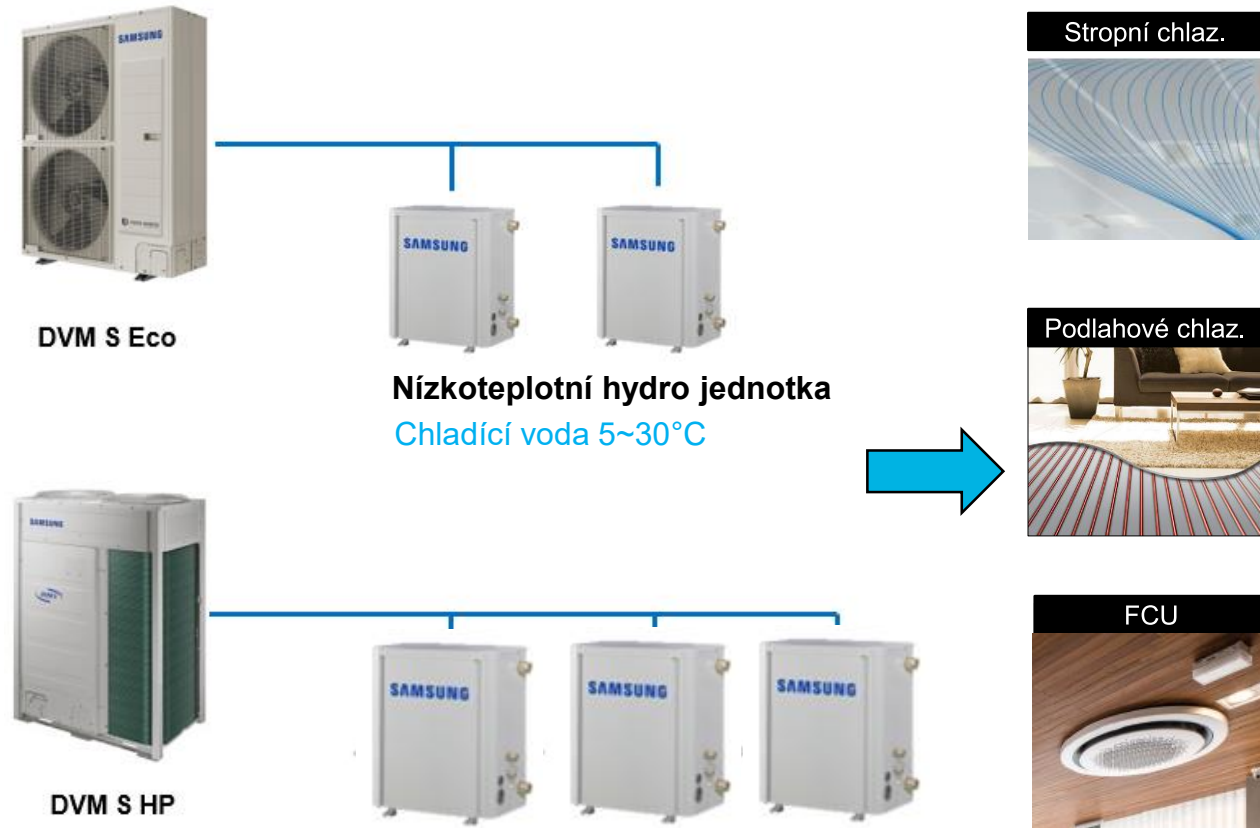 SAMSUNG
SAMSUNG
SAMSUNG
DVM S Eco
Nízkoteplotní hydro jednotka
Chladící voda 5~30°C
SAMSUNG
SAMSUNG
SAMSUNG
SAMSUNG
DVM S HP
Stropní chlaz.
Podlahové chlaz.
FCU